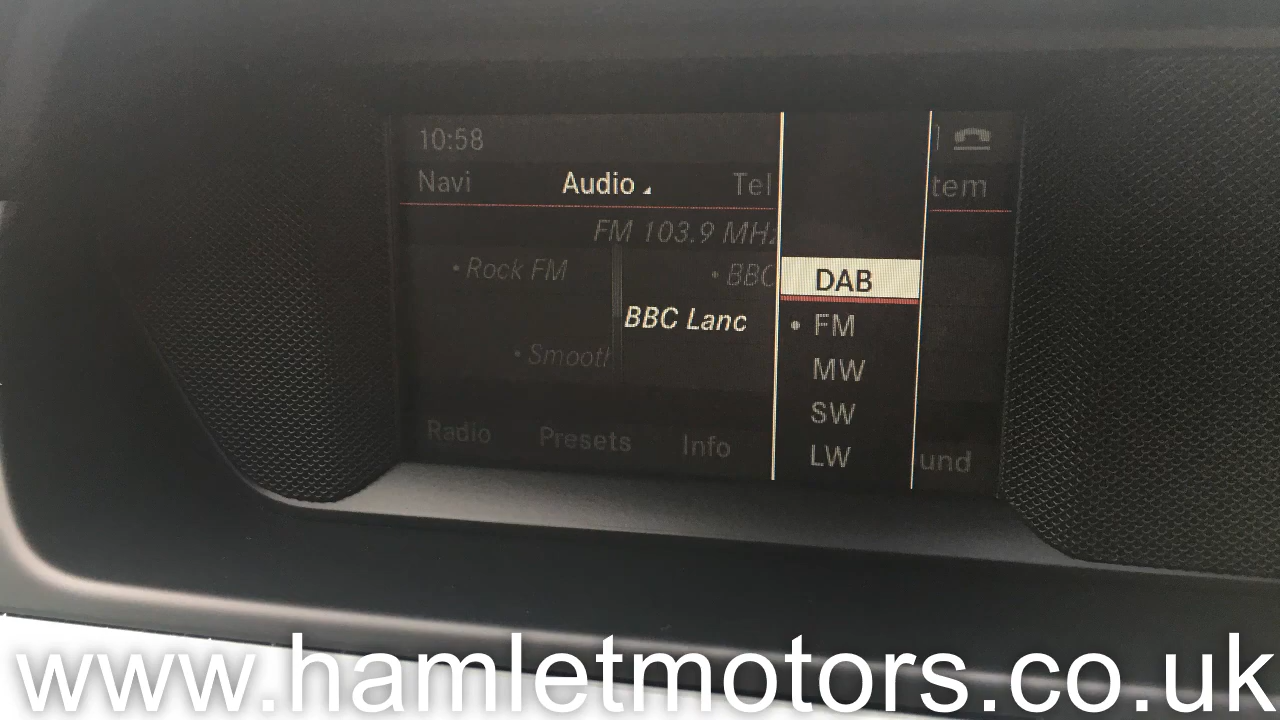 10:58
Navi Audio Tel tem
FM 103.9 MHz
• Rock FM • BBC
BBC Lanc
• Smooth
DAB
• FM
MW
SW
LW
Radio Presets Info und
www.hamletmotors.co.uk